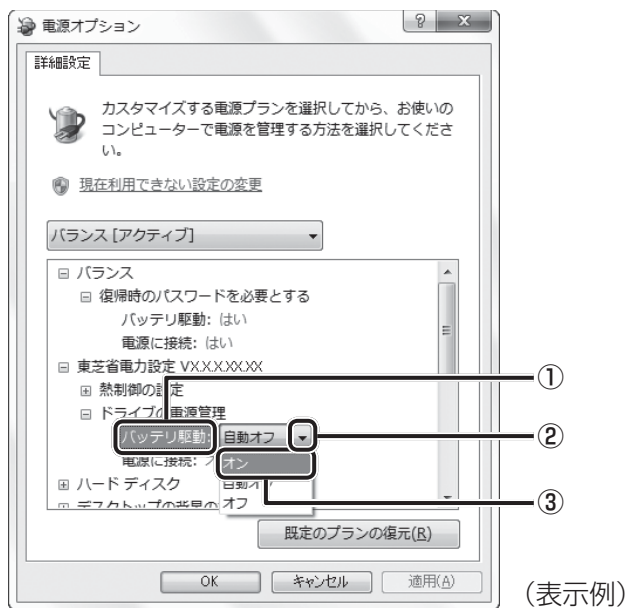 電源オプション
詳細設定
カスタマイズする電源プランを選択してから、お使いの
コンピューターで電源を管理する方法を選択してくださ
い。
現在利用できない設定の変更
バランス [アクティブ]
バランス
復帰時のパスワードを必要とする
バッテリ駆動: はい
電源に接続: はい
東芝省電力設定 VX.X.X.XX.XX
①
熱制御の設定
ドライブの電源管理
バッテリ駆動: 自動オフ
②
電源に接続:
オン
ハード ディスク
自動オフ
③
デスクトップの背景の
オフ
既定のプランの復元(R)
OK キャンセル 適用(A)
(表示例)